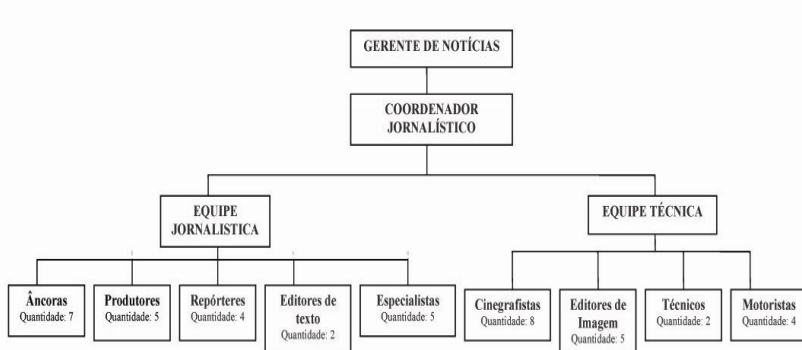 GERENTE DE NOTÍCIAS
COORDENADOR
JORNALÍSTICO
EQUIPE
JORNALISTICA
EQUIPE TÉCNICA
Âncoras
Quantidade: 7
Produtores
Quantidade: 5
Repórteres
Quantidade: 4
Editores de
texto
Quantidade: 2
Especialistas
Quantidade: 5
Cinegrafistas
Quantidade: 8
Editores de
Imagem
Quantidade: 5
Técnicos
Quantidade: 2
Motoristas
Quantidade: 4